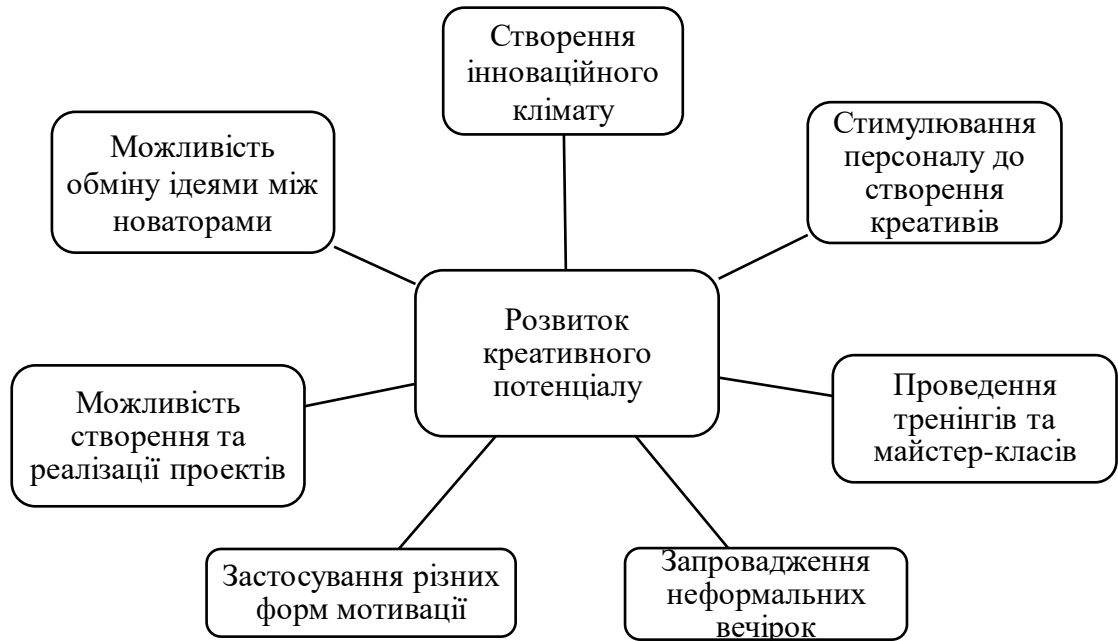 Створення
інноваційного
клімату
Можливість
обміну ідеями між
новаторами
Стимулювання
персоналу до
створення
креативів
Розвиток
креативного
потенціалу
Можливість
створення та
реалізації проектів
Проведення
тренінгів та
майстер-класів
Застосування різних
форм мотивації
Запровадження
неформальних
вечірок